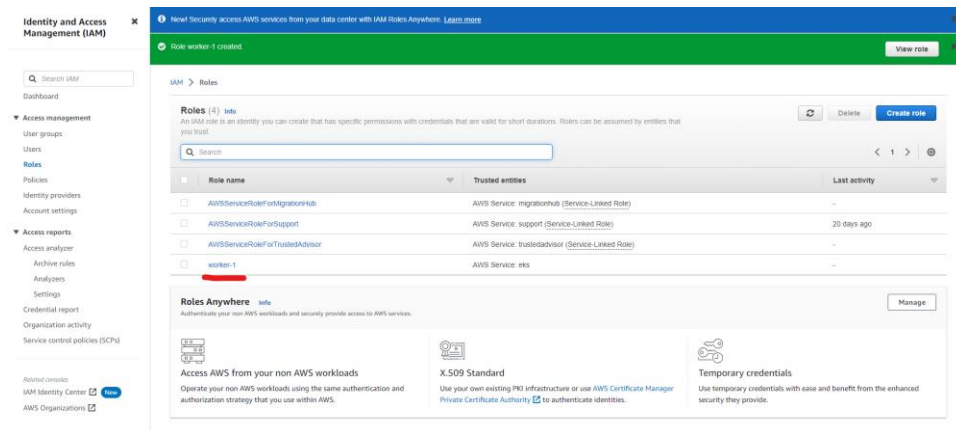 Identity and Access
Management (IAM)
Search IAM
Dashboard
Access management
User groups
Users
Roles
Policies
Identity providers
Account settings
Access reports
Access analyzer
Archive rules
Analyzers
Settings
Credential report
Organization activity
Service control policies (SCPs)
Related consoles
IAM Identity Center New
AWS Organizations
New! Securely access AWS services from your data center with IAM Roles Anywhere. Learn more
Role worker-1 created.
View role
IAM > Roles
Roles (4) Info
An IAM role is an identity you can create that has specific permissions with credentials that are valid for short durations. Roles can be assumed by entities that
you trust.
Delete
Create role
Search
1
Role name Trusted entities Last activity
AWSServiceRoleForMigrationHub AWS Service: migrationhub (Service-Linked Role) -
AWSServiceRoleForSupport AWS Service: support (Service-Linked Role) 20 days ago
AWSServiceRoleForTrustedAdvisor AWS Service: trustedadvisor (Service-Linked Role) -
worker-1 AWS Service: eks -
Roles Anywhere Info
Authenticate your non AWS workloads and securely provide access to AWS services.
Manage
Access AWS from your non AWS workloads
Operate your non AWS workloads using the same authentication and
authorization strategy that you use within AWS.
X.509 Standard
Use your own existing PKI infrastructure or use AWS Certificate Manager
Private Certificate Authority to authenticate identities.
Temporary credentials
Use temporary credentials with ease and benefit from the enhanced
security they provide.